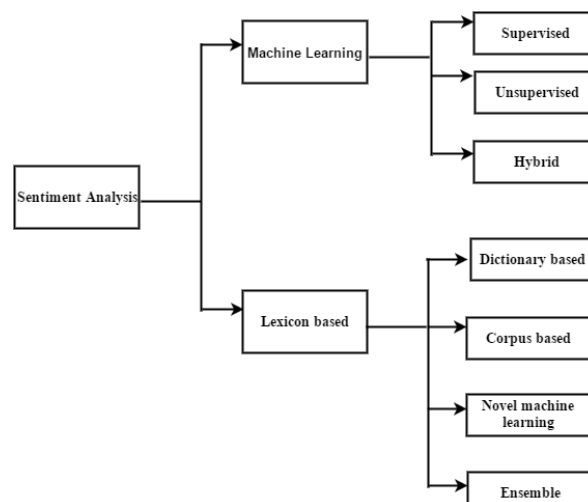 Sentiment Analysis
Machine Learning
Supervised
Unsupervised
Hybrid
Lexicon based
Dictionary based
Corpus based
Novel machine
learning
Ensemble